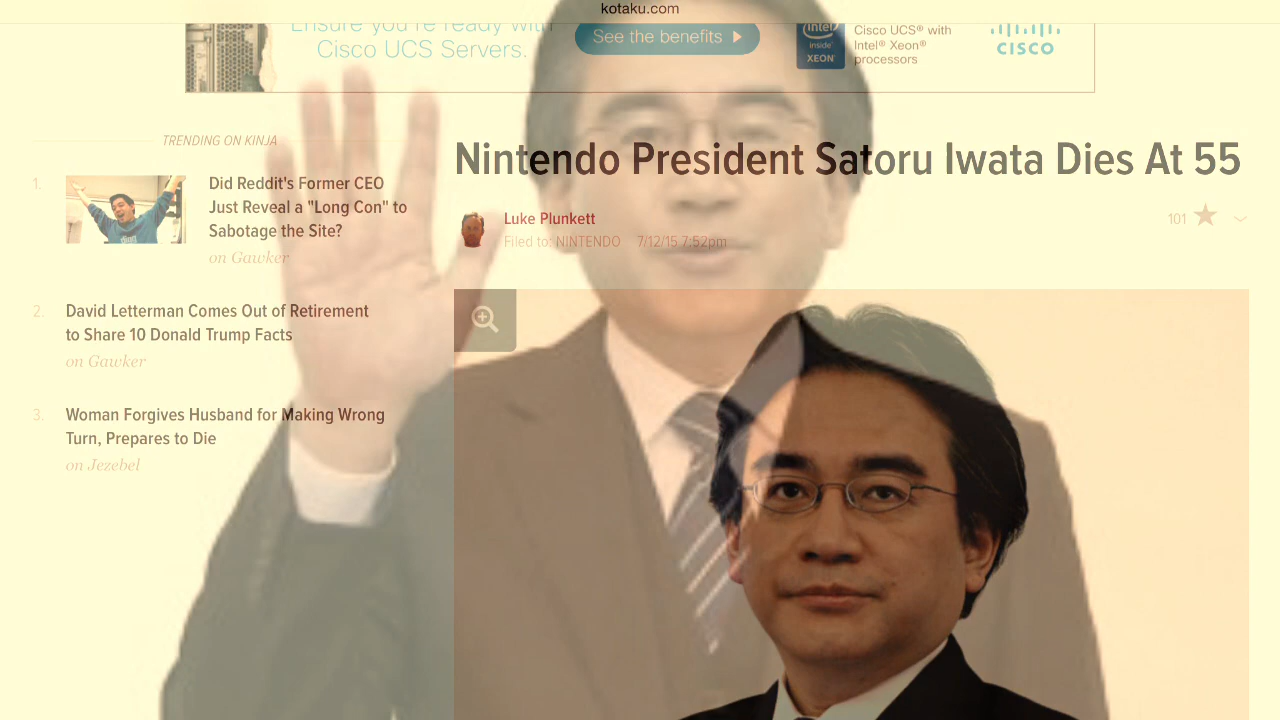 kotaku.com
Ensure you're ready with
Cisco UCS Servers.
See the benefits
intel
inside
XEON
Cisco UCS® with
Intel® Xeon®
processors
CISCO
TRENDING ON KINJA
1.
Did Reddit's Former CEO
Just Reveal a "Long Con" to
Sabotage the Site?
on Gawker
2.
David Letterman Comes Out of Retirement
to Share 10 Donald Trump Facts
on Gawker
3.
Woman Forgives Husband for Making Wrong
Turn, Prepares to Die
on Jezebel
Nintendo President Satoru Iwata Dies At 55
Luke Plunkett
Filed to: NINTENDO 7/12/15 7:52pm
101